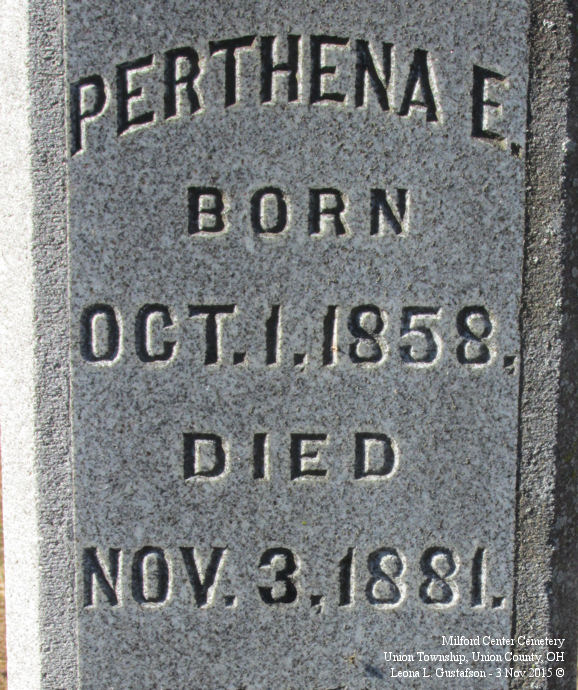 PERTHENA E.
BORN
OCT. 1, 1858,
DIED
NOV. 3, 1881.
Milford Center Cemetery
Union Township, Union County, OH
Leona L. Gustafson - 3 Nov 2015 ©